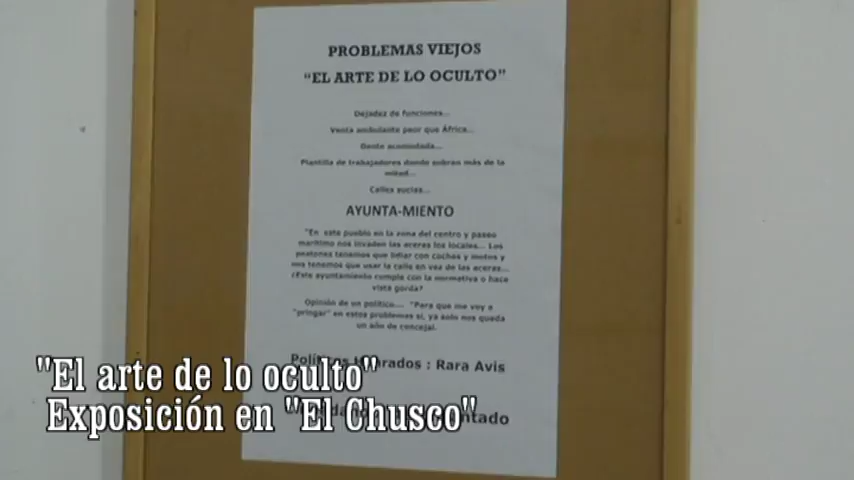 PROBLEMAS VIEJOS
“EL ARTE DE LO OCULTO”
Dejadez de funciones...
Venta ambulante peor que África...
Gente acomodada...
Plantilla de trabajadores donde sobran más de la
mitad...
Calles sucias...
AYUNTA-MIENTO
"En este pueblo en la zona del centro y paseo
marítimo nos invaden las aceras los locales... Los
peatones tenemos que lidiar con coches y motos y
nos tenemos que usar la calle en vez de las aceras...
¿Este ayuntamiento cumple con la normativa o hace
vista gorda?
Opinión de un político.... "Para que me voy a
"pringar" en estos problemas si, ya solo nos queda
un año de concejal.
Políticos Honrados : Rara Avis
"El arte de lo oculto"
Exposición en "El Chusco"